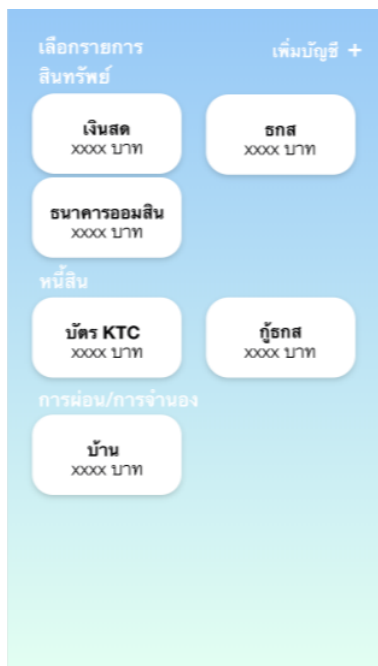 เลือกรายการ
เพิ่มบัญชี +
สินทรัพย์
เงินสด
xxxx บาท
ธกส
xxxx บาท
ธนาคารออมสิน
xxxx บาท
หนี้สิน
บัตร KTC
xxxx บาท
กู้ธกส
xxxx บาท
การผ่อน/การจำนอง
บ้าน
xxxx บาท